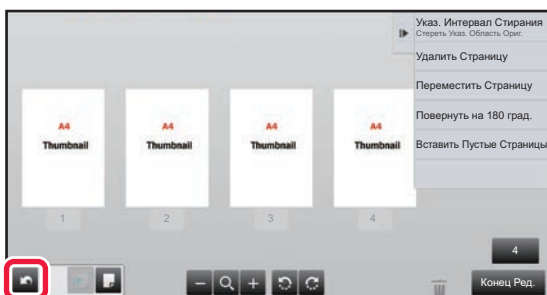 Указ. Интервал Стирания
Стереть Указ. Область Ориг.
Удалить Страницу
Переместить Страницу
Повернуть на 180 град.
Вставить Пустые Страницы
A4
Thumbnail
A4
Thumbnail
A4
Thumbnail
A4
Thumbnail
1
2
3
4
4
Конец Ред.